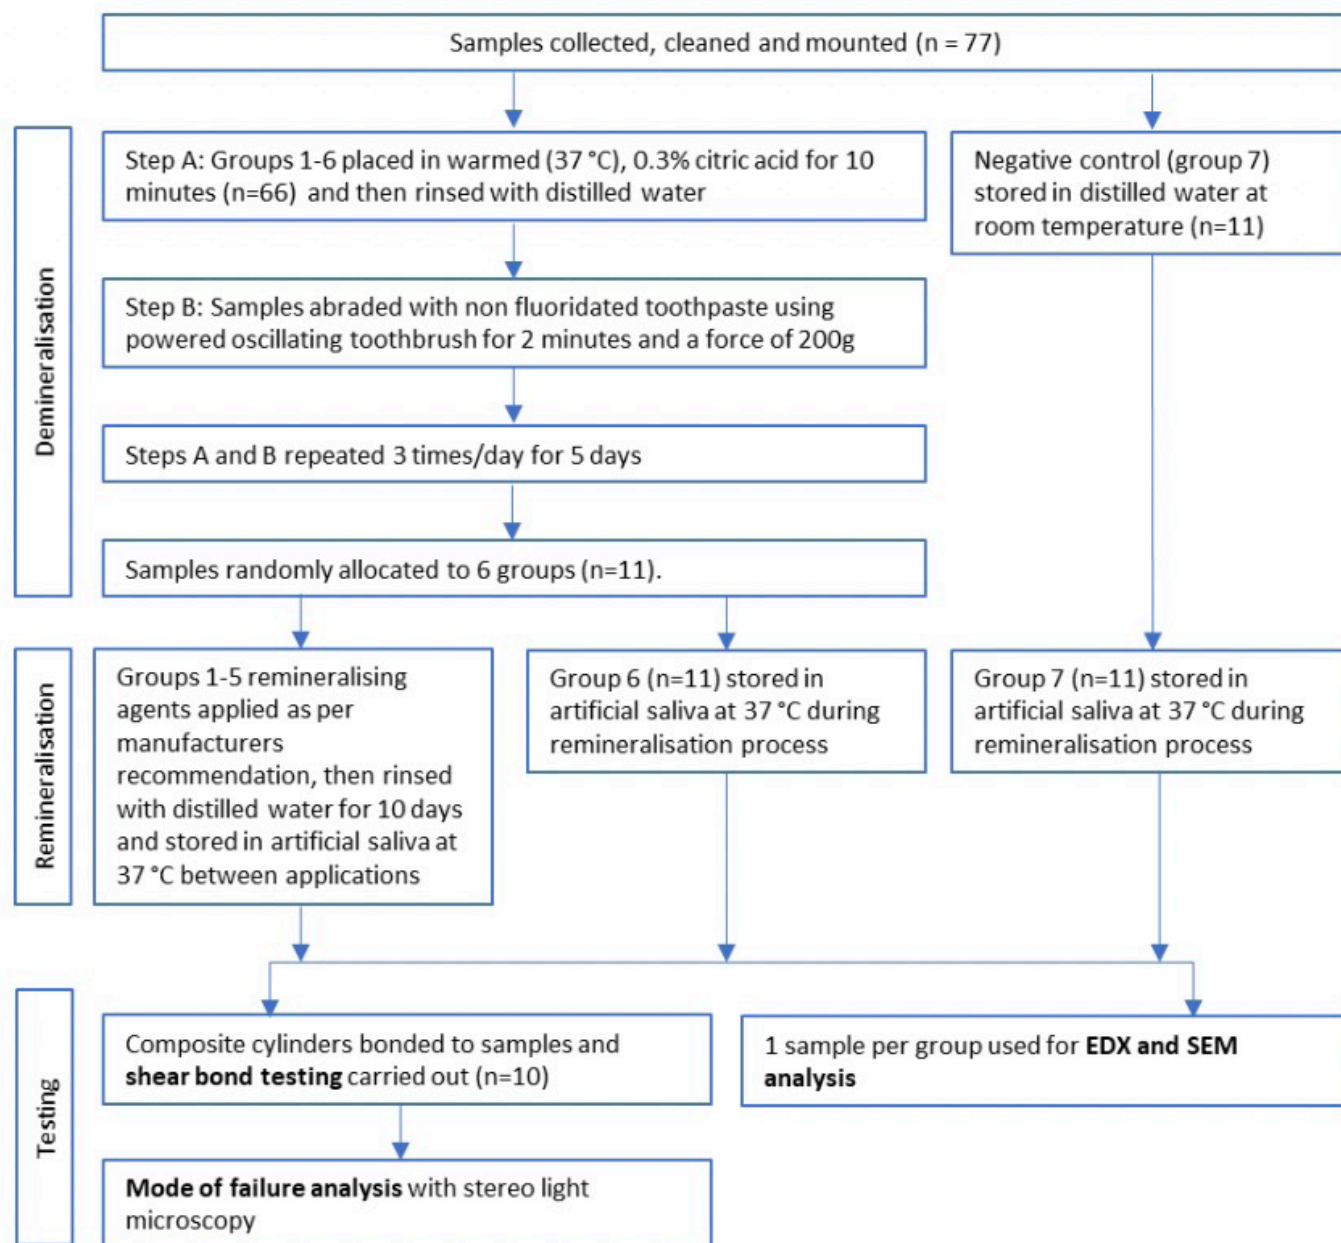 Samples collected, cleaned and mounted (n = 77)
Demineralisation
Step A: Groups 1-6 placed in warmed (37 °C), 0.3% citric acid for 10
minutes (n=66) and then rinsed with distilled water
Negative control (group 7)
stored in distilled water at
room temperature (n=11)
Step B: Samples abraded with non fluoridated toothpaste using
powered oscillating toothbrush for 2 minutes and a force of 200g
Steps A and B repeated 3 times/day for 5 days
Samples randomly allocated to 6 groups (n=11).
Remineralisation
Groups 1-5 remineralising
agents applied as per
manufacturers
recommendation, then rinsed
with distilled water for 10 days
and stored in artificial saliva at
37 °C between applications
Group 6 (n=11) stored in
artificial saliva at 37 °C during
remineralisation process
Group 7 (n=11) stored in
artificial saliva at 37 °C during
remineralisation process
Testing
Composite cylinders bonded to samples and
shear bond testing carried out (n=10)
1 sample per group used for EDX and SEM
analysis
Mode of failure analysis with stereo light
microscopy